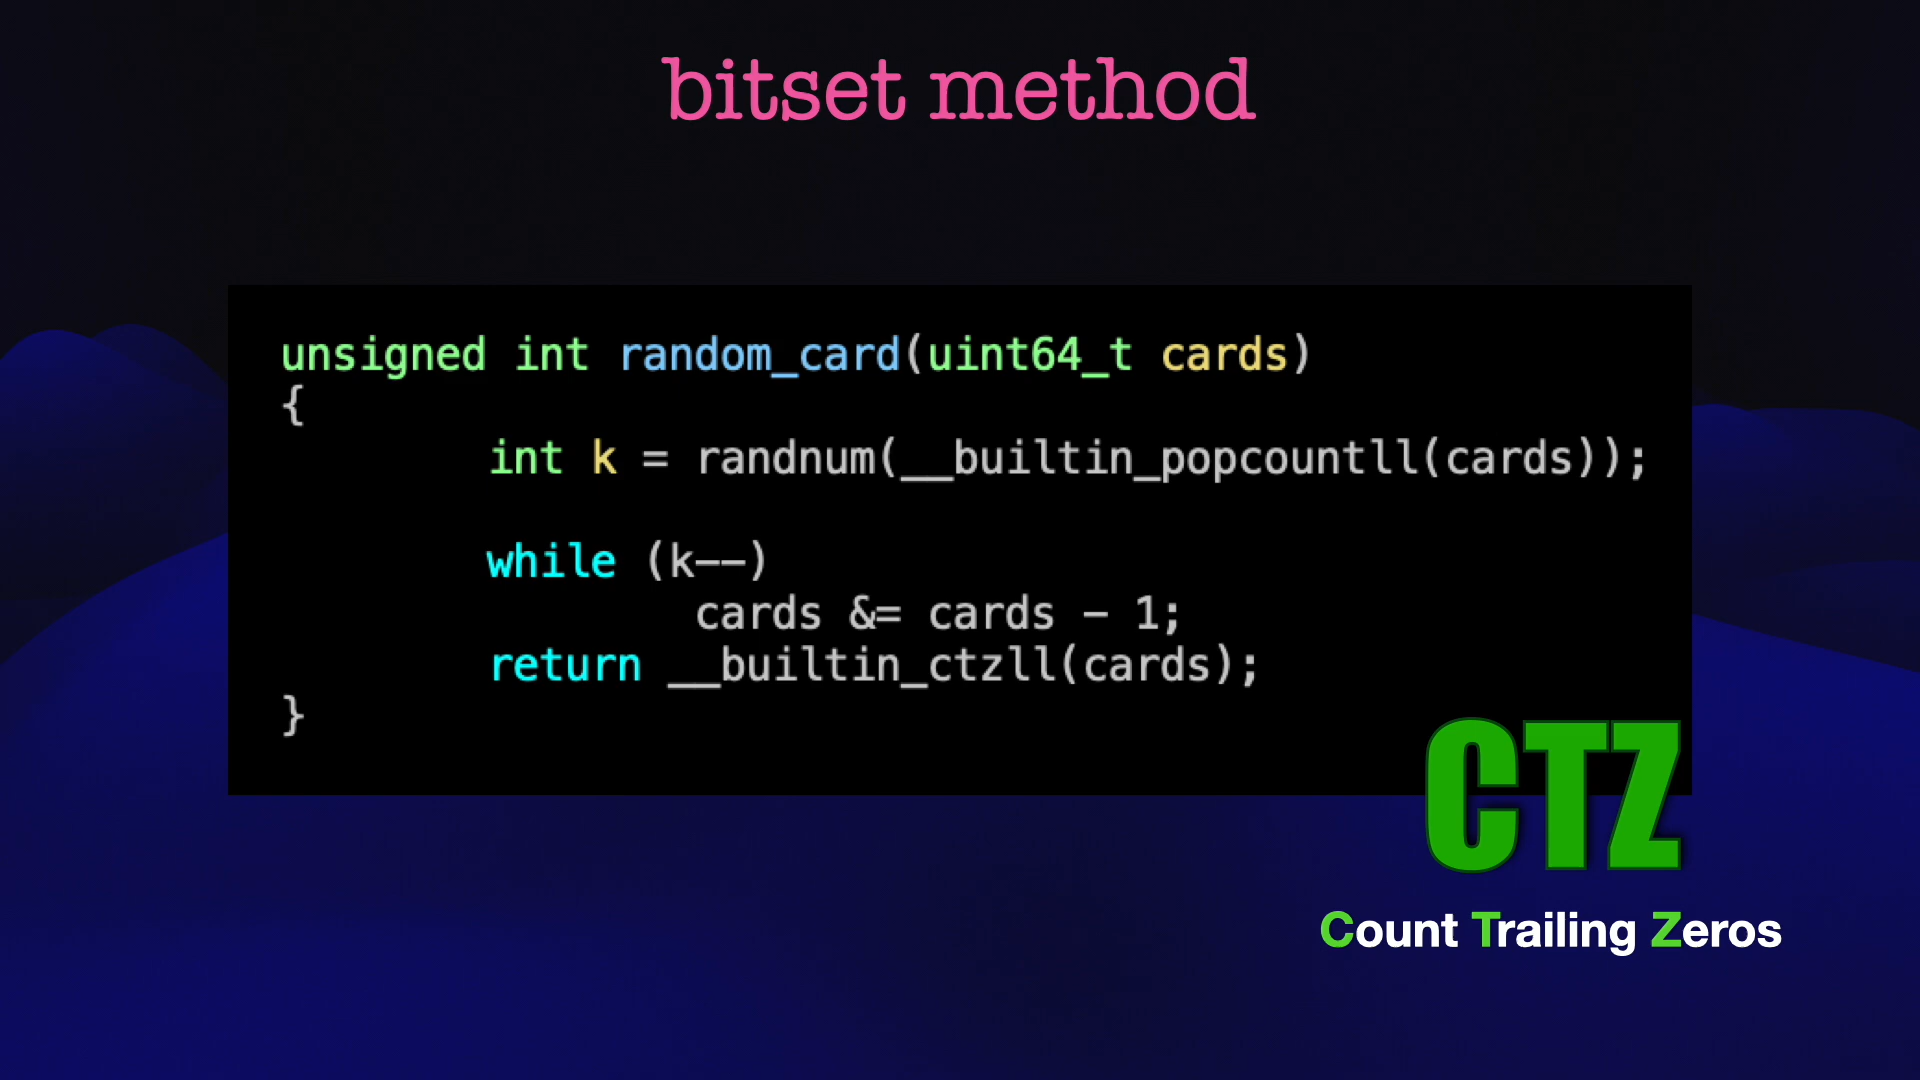 bitset method
unsigned int random_card(uint64_t cards)
{
int k = randnum(__builtin_popcountll(cards));
while (k--)
cards &= cards - 1;
return __builtin_ctzll(cards);
}
CTZ
Count Trailing Zeros